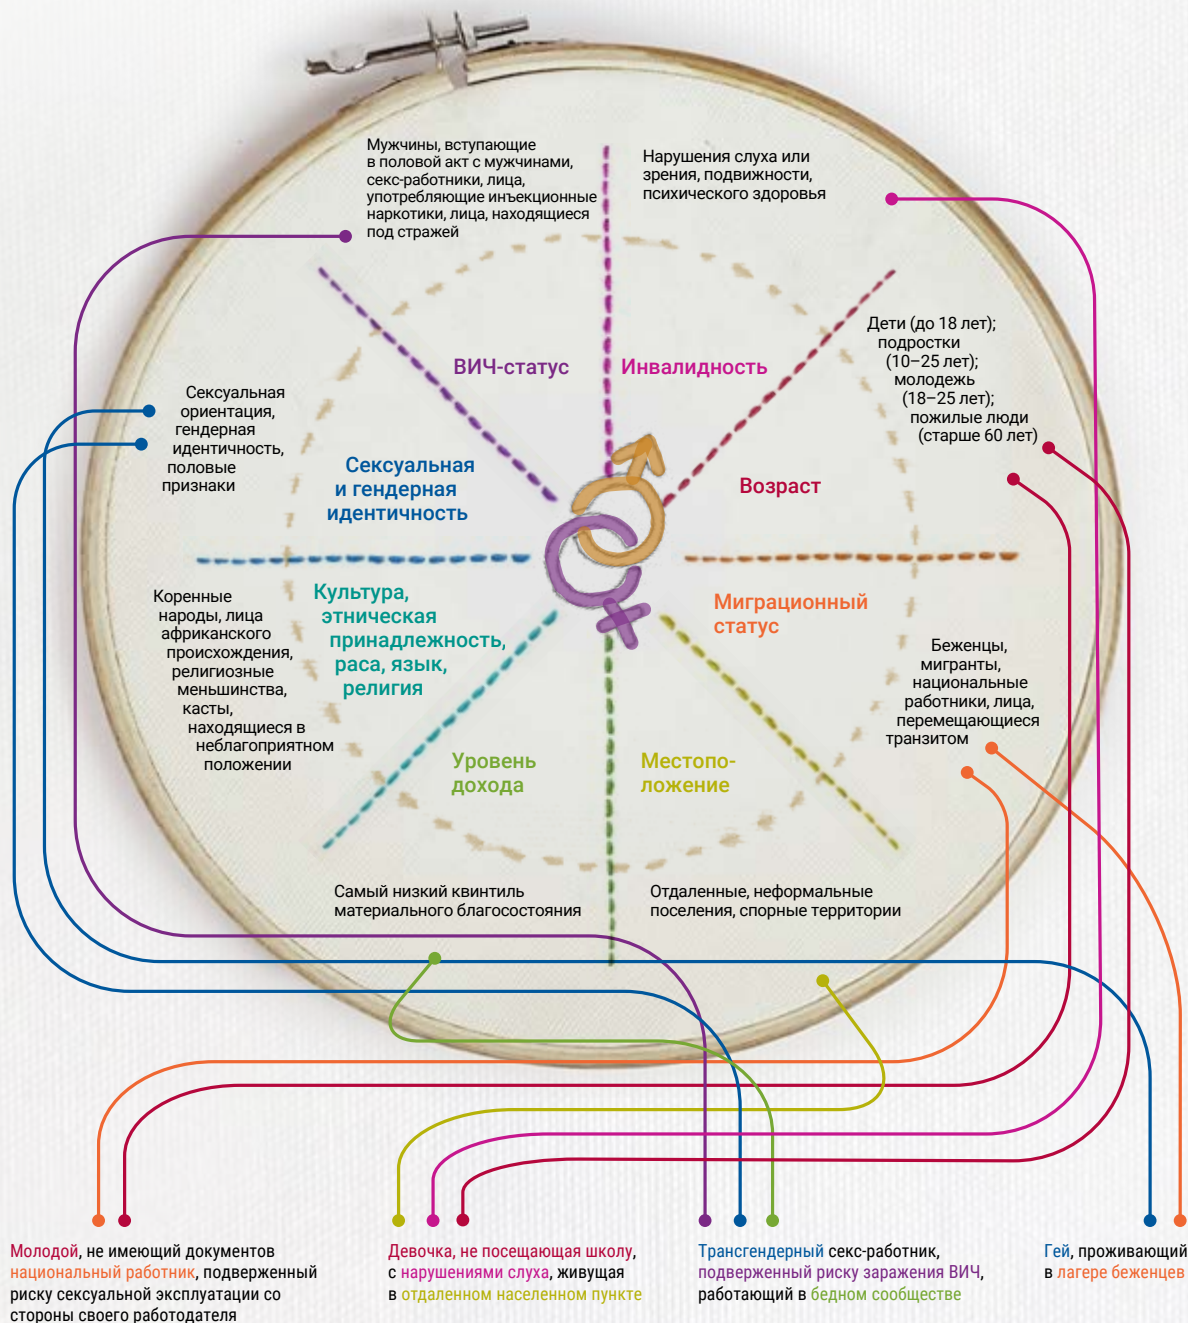 Мужчины, вступающие
в половой акт с мужчинами,
секс-работники, лица,
употребляющие инъекционные
наркотики, лица, находящиеся
под стражей
Нарушения слуха или
зрения, подвижности,
психического здоровья
ВИЧ-статус
Инвалидность
Дети (до 18 лет);
подростки
(10–25 лет);
молодежь
(18–25 лет);
пожилые люди
(старше 60 лет)
Сексуальная
ориентация,
гендерная
идентичность,
половые
признаки
Сексуальная
и гендерная
идентичность
Возраст
Коренные
народы, лица
африканского
происхождения,
религиозные
меньшинства,
касты,
находящиеся в
неблагоприятном
положении
Культура,
этническая
принадлежность,
раса, язык,
религия
Миграционный
статус
Беженцы,
мигранты,
национальные
работники, лица,
перемещающиеся
транзитом
Уровень
дохода
Местопо-
ложение
Самый низкий квинтиль
материального благосостояния
Отдаленные, неформальные
поселения, спорные территории
Молодой, не имеющий документов
национальный работник, подверженный
риску сексуальной эксплуатации со
стороны своего работодателя
Девочка, не посещающая школу,
с нарушениями слуха, живущая
в отдаленном населенном пункте
Трансгендерный секс-работник,
подверженный риску заражения ВИЧ,
работающий в бедном сообществе
Гей, проживающий
в лагере беженцев